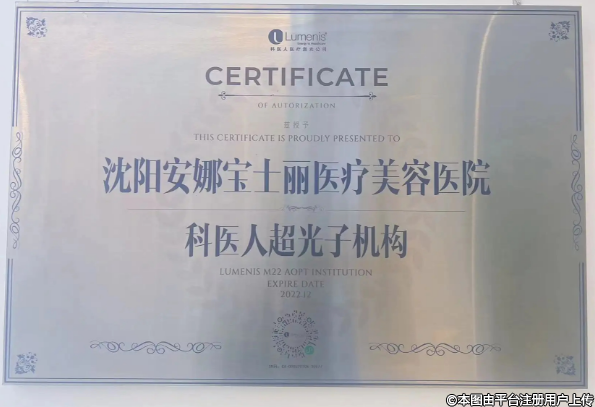 Lumenis
科医人医疗激光公司
CERTIFICATE
OF AUTORIZATION
兹授予
THIS CERTIFICATE IS PROUDLY PRESENTED TO
沈阳安娜宝士丽医疗美容医院
科医人超光子机构
LUMENIS M22 AOPT INSTITUTION
EXPIRE DATE
2022.12
©本图由平台注册用户上传